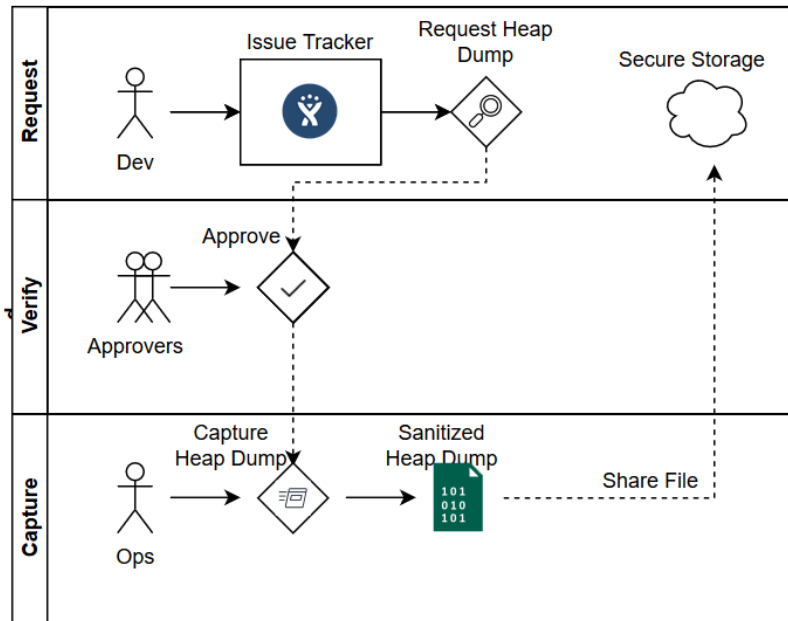 Request
Issue Tracker
Request Heap
Dump
Secure Storage
Dev
Verify
Approve
Approvers
Capture
Capture
Heap Dump
Sanitized
Heap Dump
101
010
101
Share File
Ops